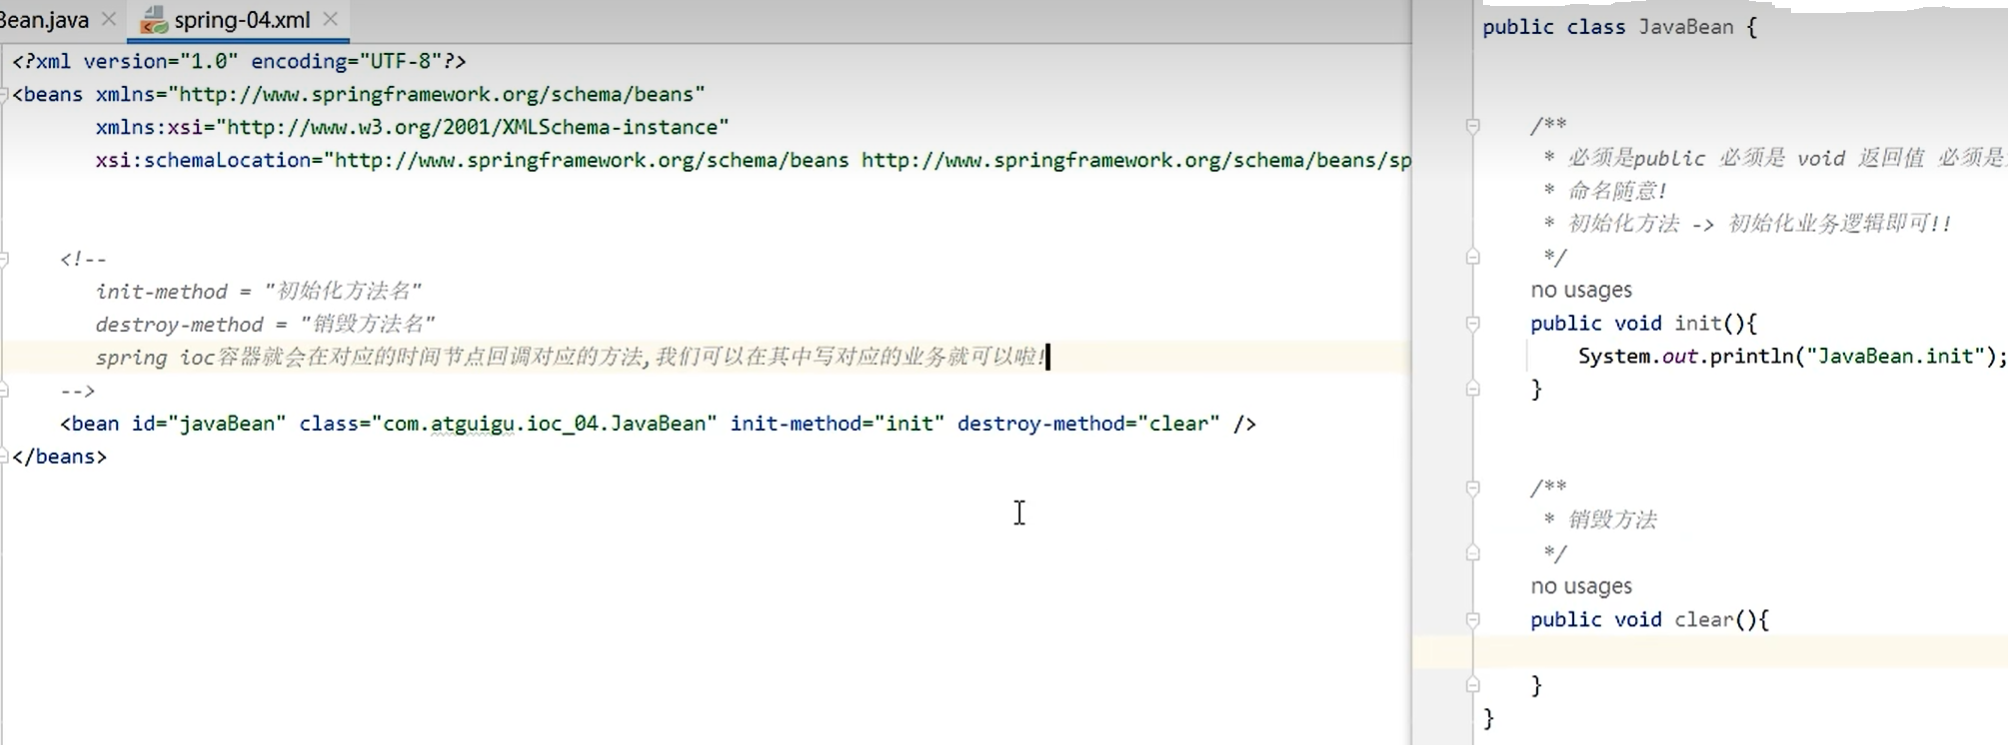 Bean.java
spring-04.xml
<?xml version="1.0" encoding="UTF-8"?>
<beans xmlns="http://www.springframework.org/schema/beans"
xmlns:xsi="http://www.w3.org/2001/XMLSchema-instance"
xsi:schemaLocation="http://www.springframework.org/schema/beans http://www.springframework.org/schema/beans/sp
<!--
init-method = "初始化方法名"
destroy-method = "销毁方法名"
spring ioc容器就会在对应的时间节点回调对应的方法,我们可以在其中写对应的业务就可以啦!
-->
<bean id="javaBean" class="com.atguigu.ioc_04.JavaBean" init-method="init" destroy-method="clear" />
</beans>
public class JavaBean {
/**
* 必须是public 必须是 void 返回值 必须是
* 命名随意!
* 初始化方法 -> 初始化业务逻辑即可!!
*/
no usages
public void init(){
System.out.println("JavaBean.init");
}
/**
* 销毁方法
*/
no usages
public void clear(){
}
}